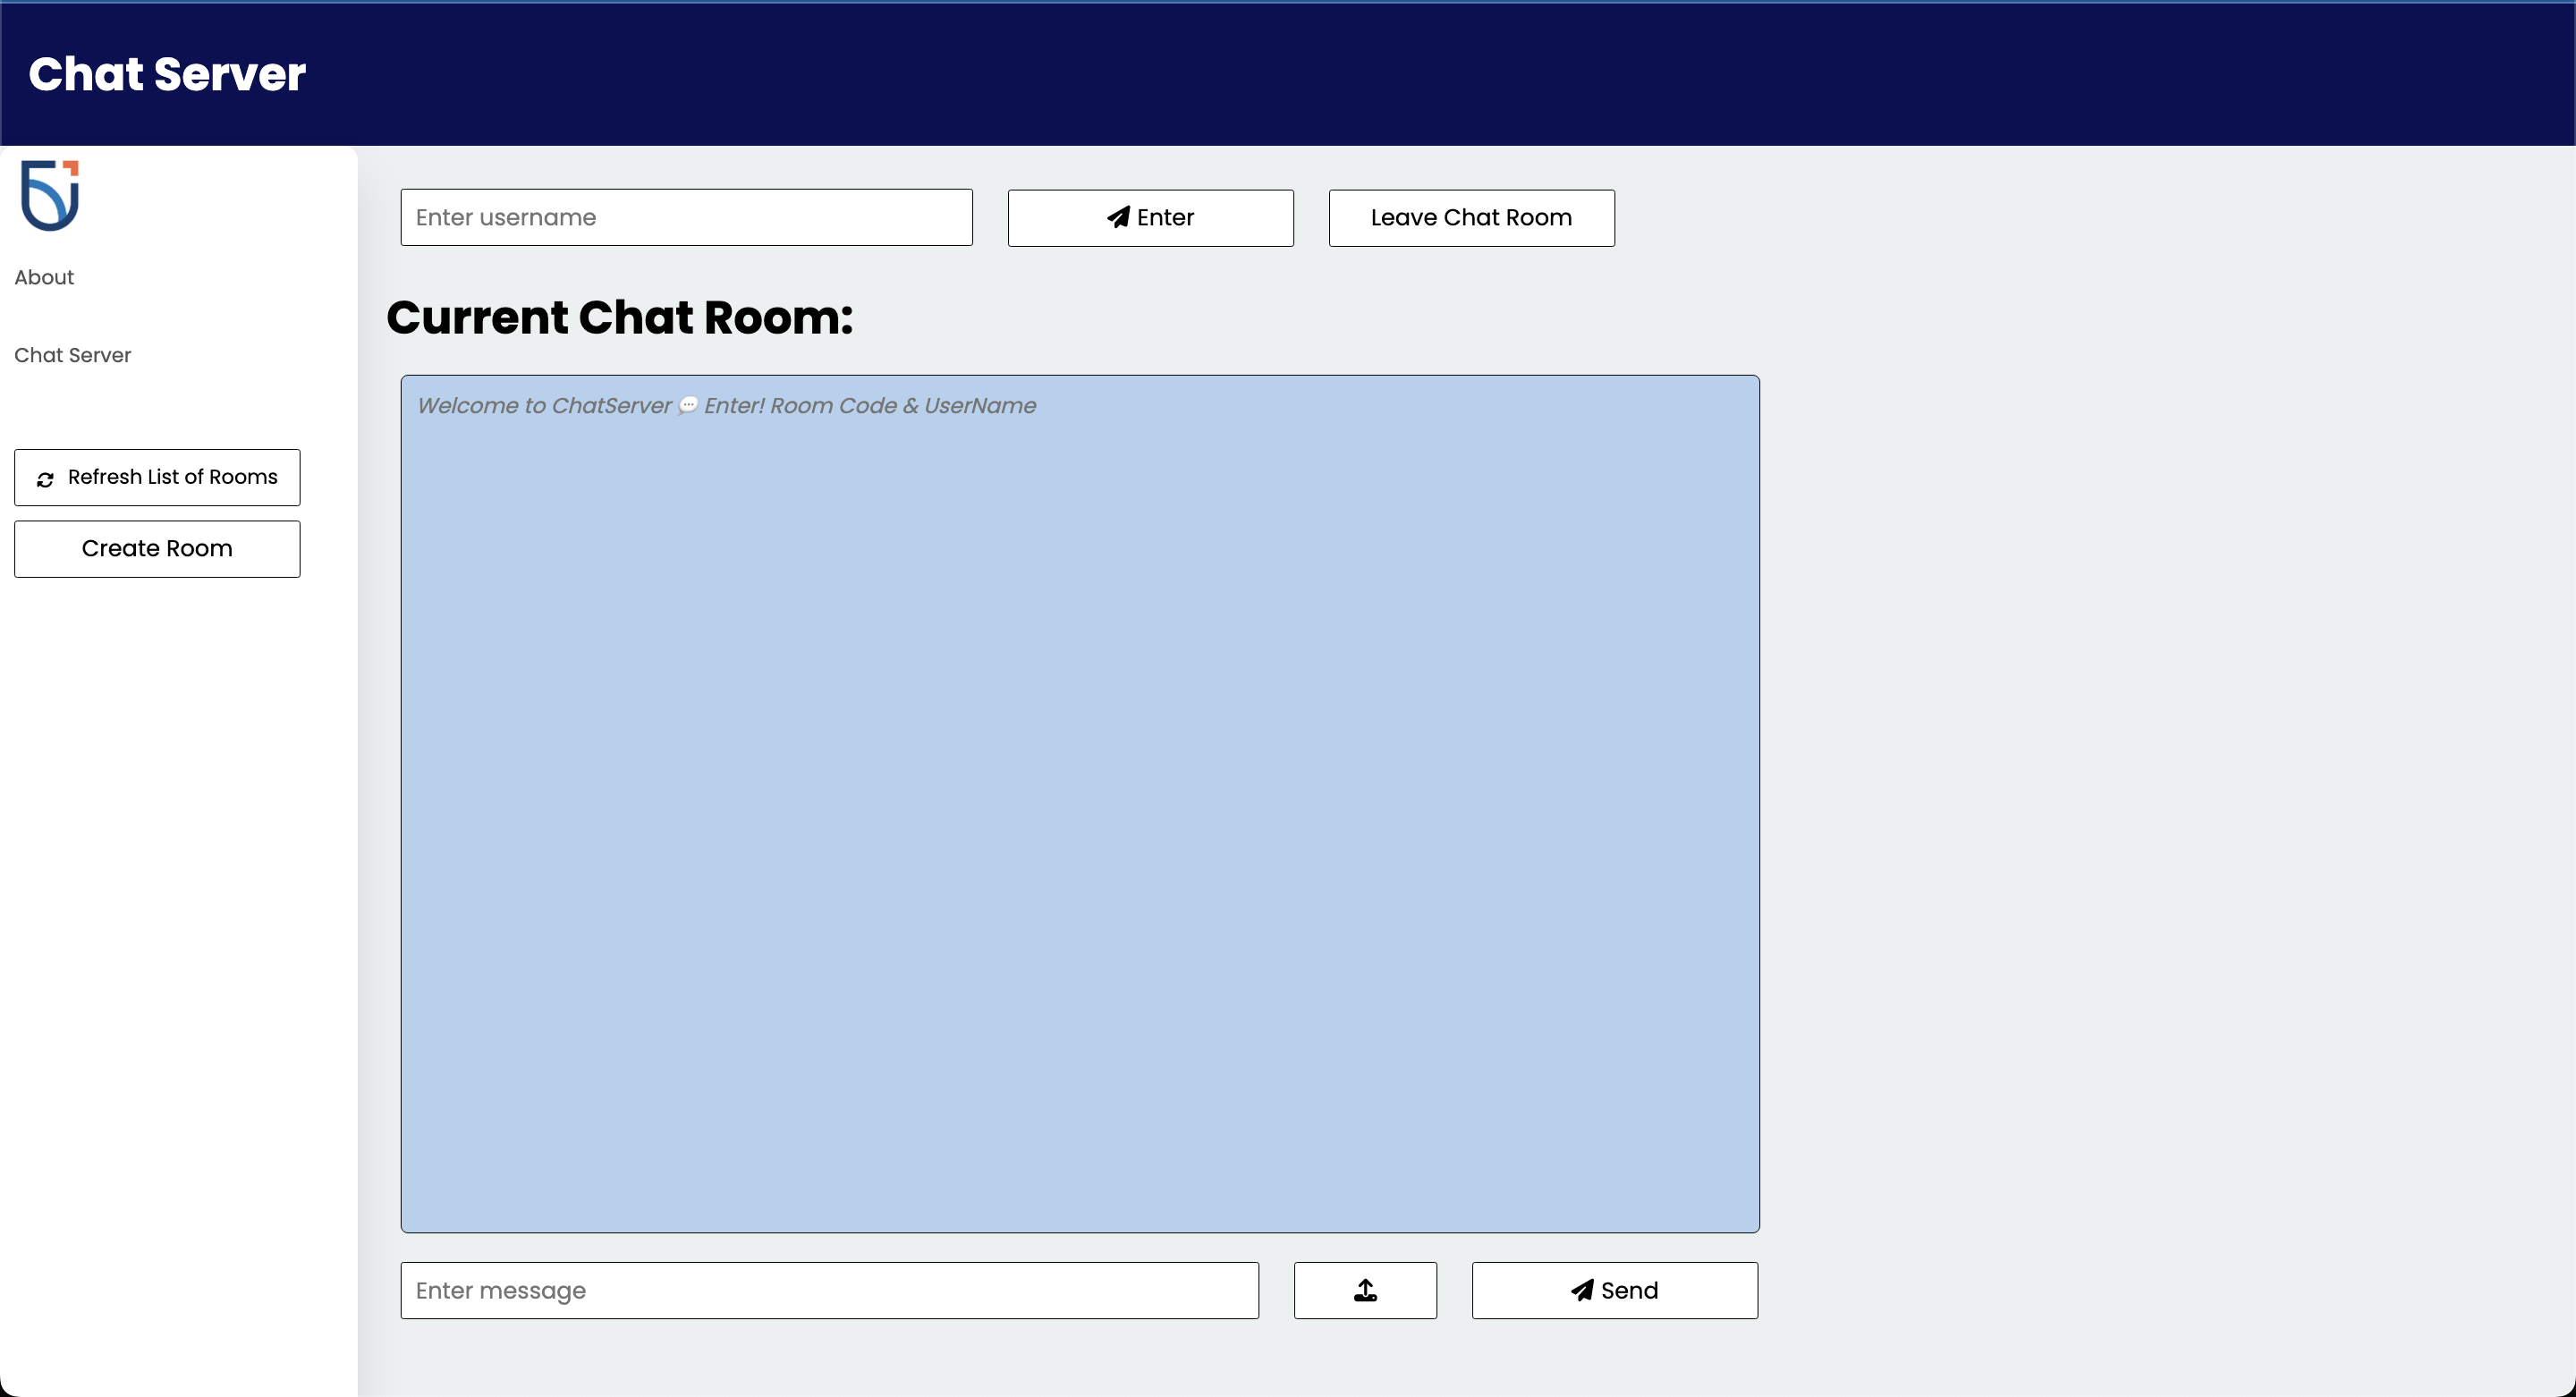 Chat Server
About
Chat Server
Refresh List of Rooms
Create Room
Enter username
Enter
Leave Chat Room
Current Chat Room:
Welcome to ChatServer 💬 Enter! Room Code & UserName
Enter message
Send